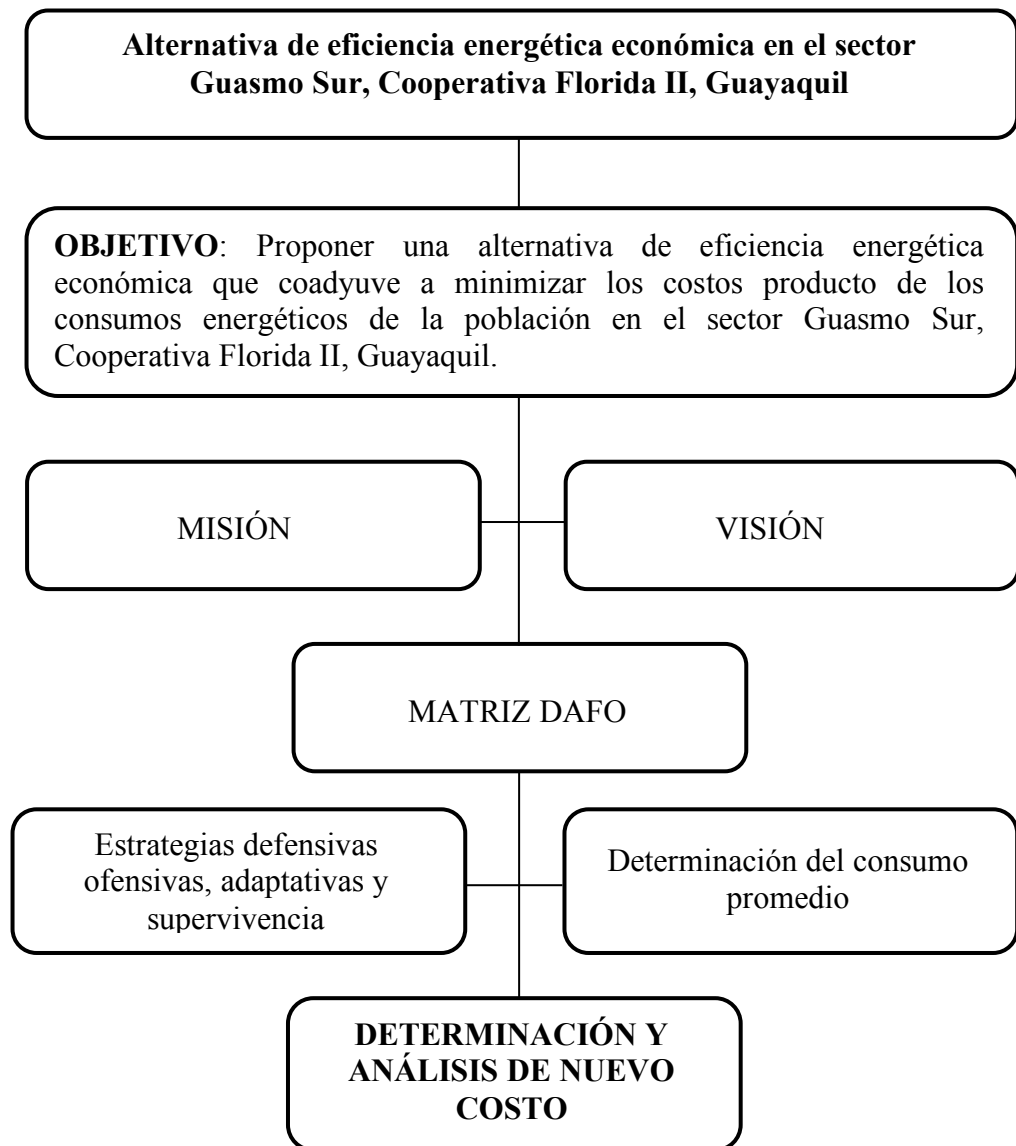 Alternativa de eficiencia energética económica en el sector
Guasmo Sur, Cooperativa Florida II, Guayaquil
OBJETIVO: Proponer una alternativa de eficiencia energética
económica que coadyuve a minimizar los costos producto de los
consumos energéticos de la población en el sector Guasmo Sur,
Cooperativa Florida II, Guayaquil.
MISIÓN
VISIÓN
MATRIZ DAFO
Estrategias defensivas
ofensivas, adaptativas y
supervivencia
Determinación del consumo
promedio
DETERMINACIÓN Y
ANÁLISIS DE NUEVO
COSTO